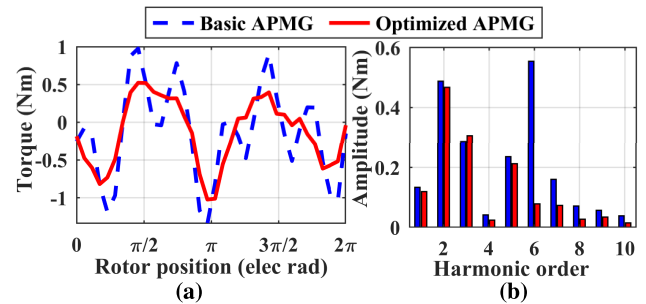 Basic APMG Optimized APMG
Torque (Nm)
1
0.5
0
-0.5
-1
0 π/2 π 3π/2 2π
Rotor position (elec rad)
(a)
Amplitude (Nm)
0.6
0.4
0.2
0
2 4 6 8 10
Harmonic order
(b)